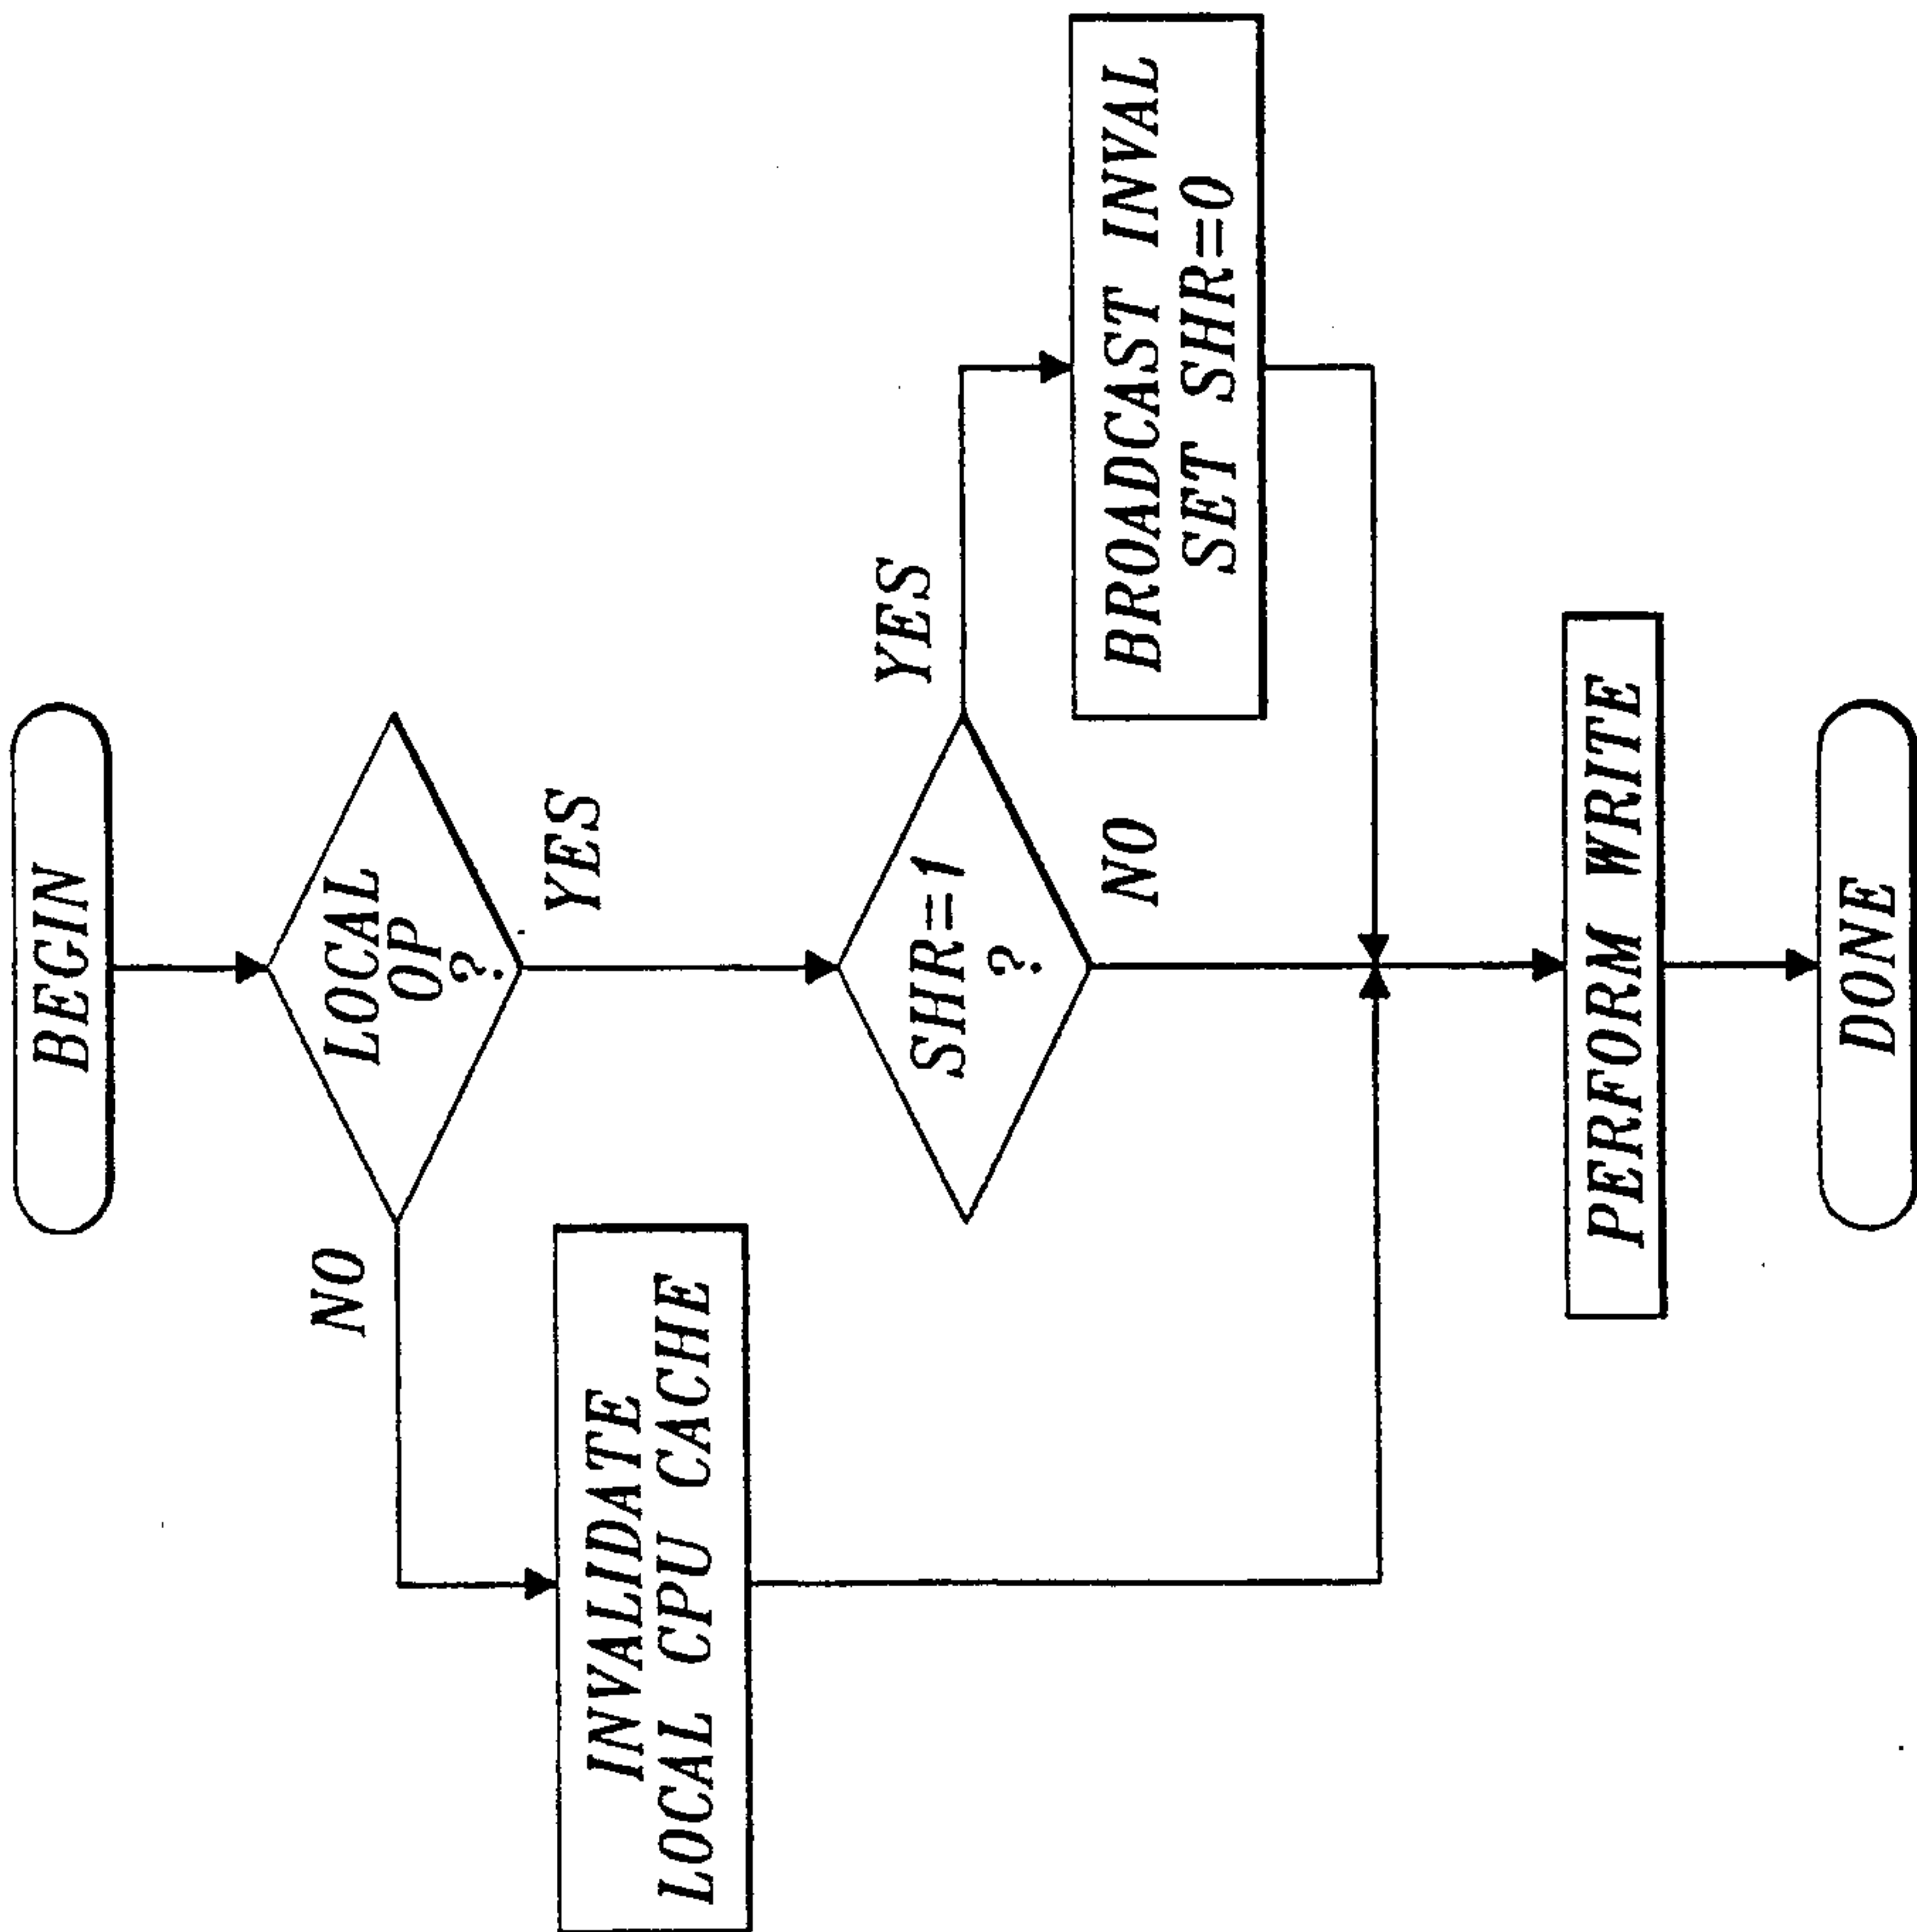 BEGIN
LOCAL
OP
?
NO
YES
INVALIDATE
LOCAL CPU CACHE
SHR=1
?
YES
NO
BROADCAST INVAL
SET SHR=0
PERFORM WRITE
DONE